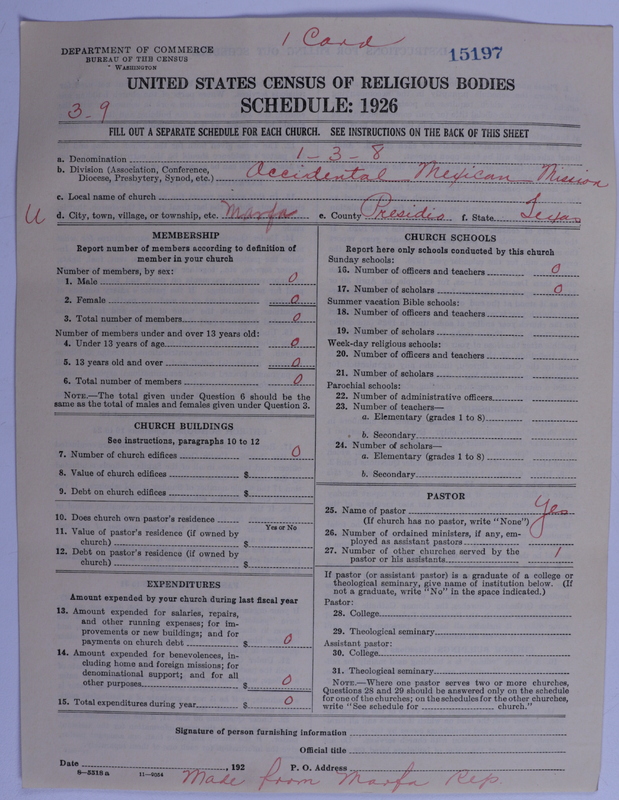 1 Card
15197
DEPARTMENT OF COMMERCE
BUREAU OF THE CENSUS
WASHINGTON
UNITED STATES CENSUS OF RELIGIOUS BODIES
3-9
SCHEDULE: 1926
FILL OUT A SEPARATE SCHEDULE FOR EACH CHURCH. SEE INSTRUCTIONS ON THE BACK OF THIS SHEET
a. Denomination 1-3-8
b. Division (Association, Conference,
Diocese, Presbytery, Synod, etc.) Accidental Mexican Mission
c. Local name of church
U d. City, town, village, or township, etc. Marfa e. County Presidio f. State Texas
MEMBERSHIP
Report number of members according to definition of
member in your church
Number of members, by sex:
1. Male 0
2. Female 0
3. Total number of members 0
Number of members under and over 13 years old:
4. Under 13 years of age 0
5. 13 years old and over 0
6. Total number of members 0
NOTE.—The total given under Question 6 should be the
same as the total of males and females given under Question 3.
CHURCH BUILDINGS
See instructions, paragraphs 10 to 12
7. Number of church edifices 0
8. Value of church edifices $
9. Debt on church edifices $
10. Does church own pastor's residence
Yes or No
11. Value of pastor's residence (if owned by
church) $
12. Debt on pastor's residence (if owned by
church) $
EXPENDITURES
Amount expended by your church during last fiscal year
13. Amount expended for salaries, repairs,
and other running expenses; for im-
provements or new buildings; and for
payments on church debt $ 0
14. Amount expended for benevolences, in-
cluding home and foreign missions; for
denominational support; and for all
other purposes $ 0
15. Total expenditures during year $ 0
CHURCH SCHOOLS
Report here only schools conducted by this church
Sunday schools:
16. Number of officers and teachers 0
17. Number of scholars 0
Summer vacation Bible schools:
18. Number of officers and teachers
19. Number of scholars
Week-day religious schools:
20. Number of officers and teachers
21. Number of scholars
Parochial schools:
22. Number of administrative officers
23. Number of teachers—
a. Elementary (grades 1 to 8)
b. Secondary
24. Number of scholars—
a. Elementary (grades 1 to 8)
b. Secondary
PASTOR
25. Name of pastor Yes
(If church has no pastor, write "None")
26. Number of ordained ministers, if any, em-
ployed as assistant pastors
27. Number of other churches served by the
pastor or his assistants 1
If pastor (or assistant pastor) is a graduate of a college or
theological seminary, give name of institution below. (If
not a graduate, write "No" in the space indicated.)
Pastor:
28. College
29. Theological seminary
Assistant pastor:
30. College
31. Theological seminary
NOTE.—Where one pastor serves two or more churches,
Questions 28 and 29 should be answered only on the schedule
for one of the churches; on the schedules for the other churches,
write "See schedule for church."
Signature of person furnishing information
Official title
Date , 192 P. O. Address
8-5518 a 11-9054
Made from Marfa Rep.